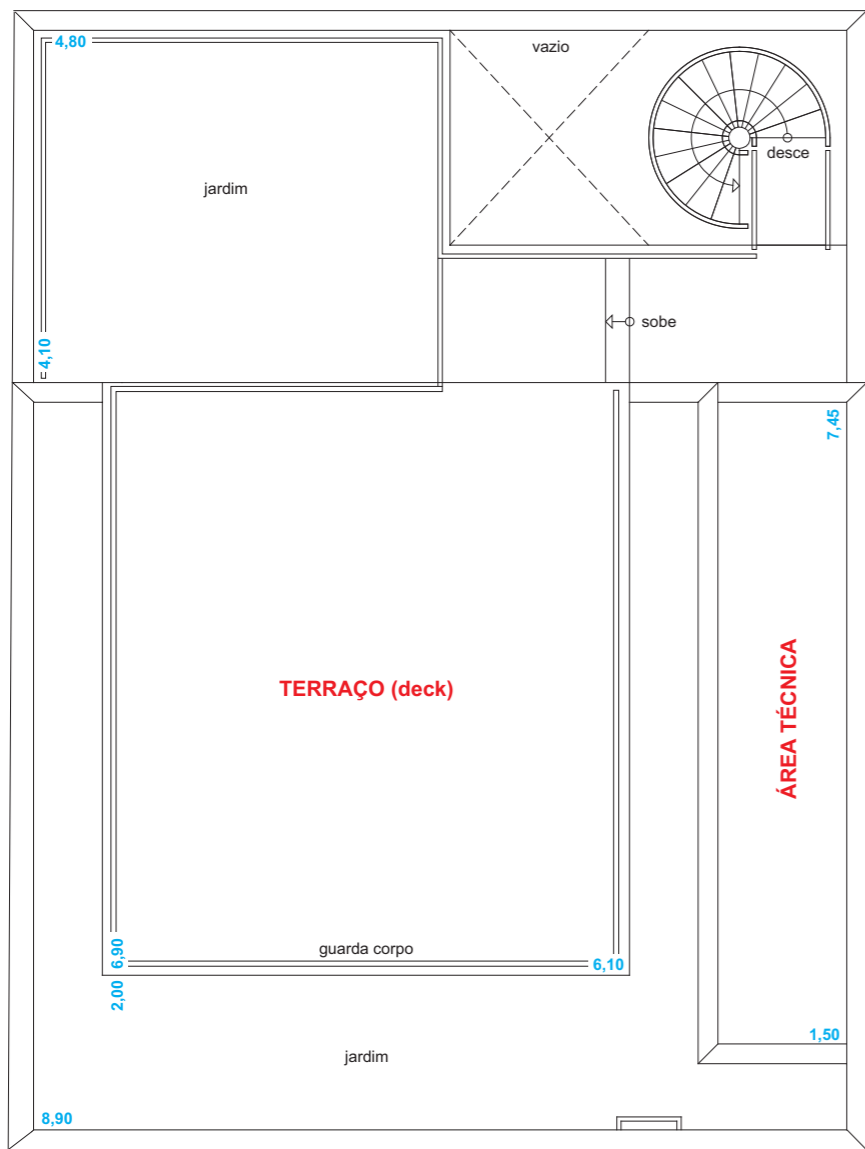 4,80
vazio
desce
jardim
sobe
4,10
7,45
TERRAÇO (deck)
ÁREA TÉCNICA
guarda corpo
6,90
6,10
2,00
1,50
jardim
8,90